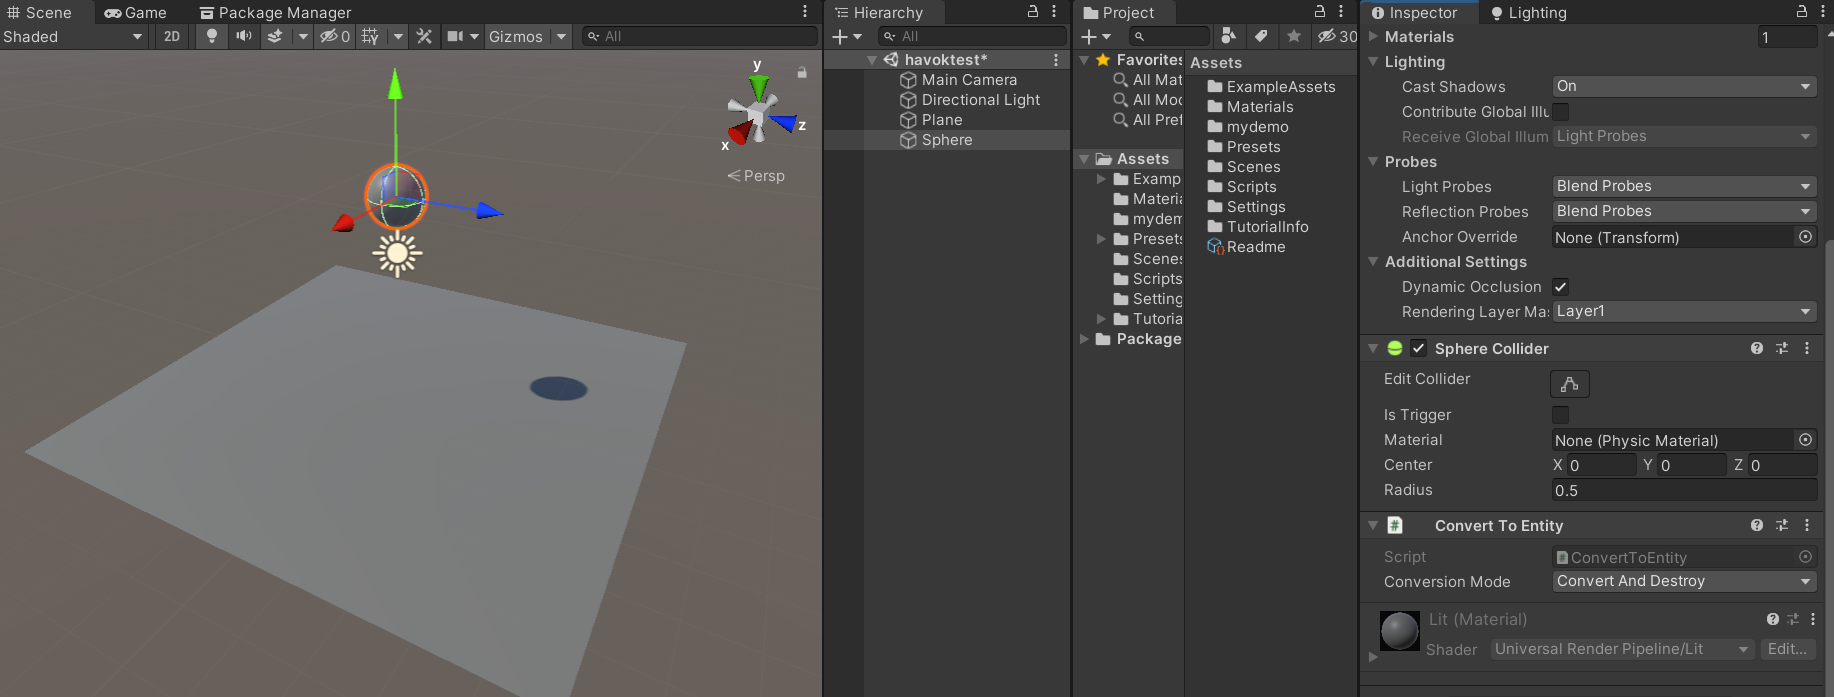 Scene
Game
Package Manager
Shaded
2D
0
Gizmos
All
y
z
x
Persp
Hierarchy
All
havoktest*
Main Camera
Directional Light
Plane
Sphere
Project
30
Favorites
All Mat
All Mod
All Pref
Assets
Examp
Materia
mydem
Presets
Scenes
Scripts
Setting
Tutoria
Package
Assets
ExampleAssets
Materials
mydemo
Presets
Scenes
Scripts
Settings
TutorialInfo
Readme
Inspector
Lighting
Materials 1
Lighting
Cast Shadows On
Contribute Global Illu
Receive Global Illum Light Probes
Probes
Light Probes Blend Probes
Reflection Probes Blend Probes
Anchor Override None (Transform)
Additional Settings
Dynamic Occlusion
Rendering Layer Ma Layer1
Sphere Collider
Edit Collider
Is Trigger
Material None (Physic Material)
Center X 0 Y 0 Z 0
Radius 0.5
# Convert To Entity
Script # ConvertToEntity
Conversion Mode Convert And Destroy
Lit (Material)
Shader Universal Render Pipeline/Lit Edit...